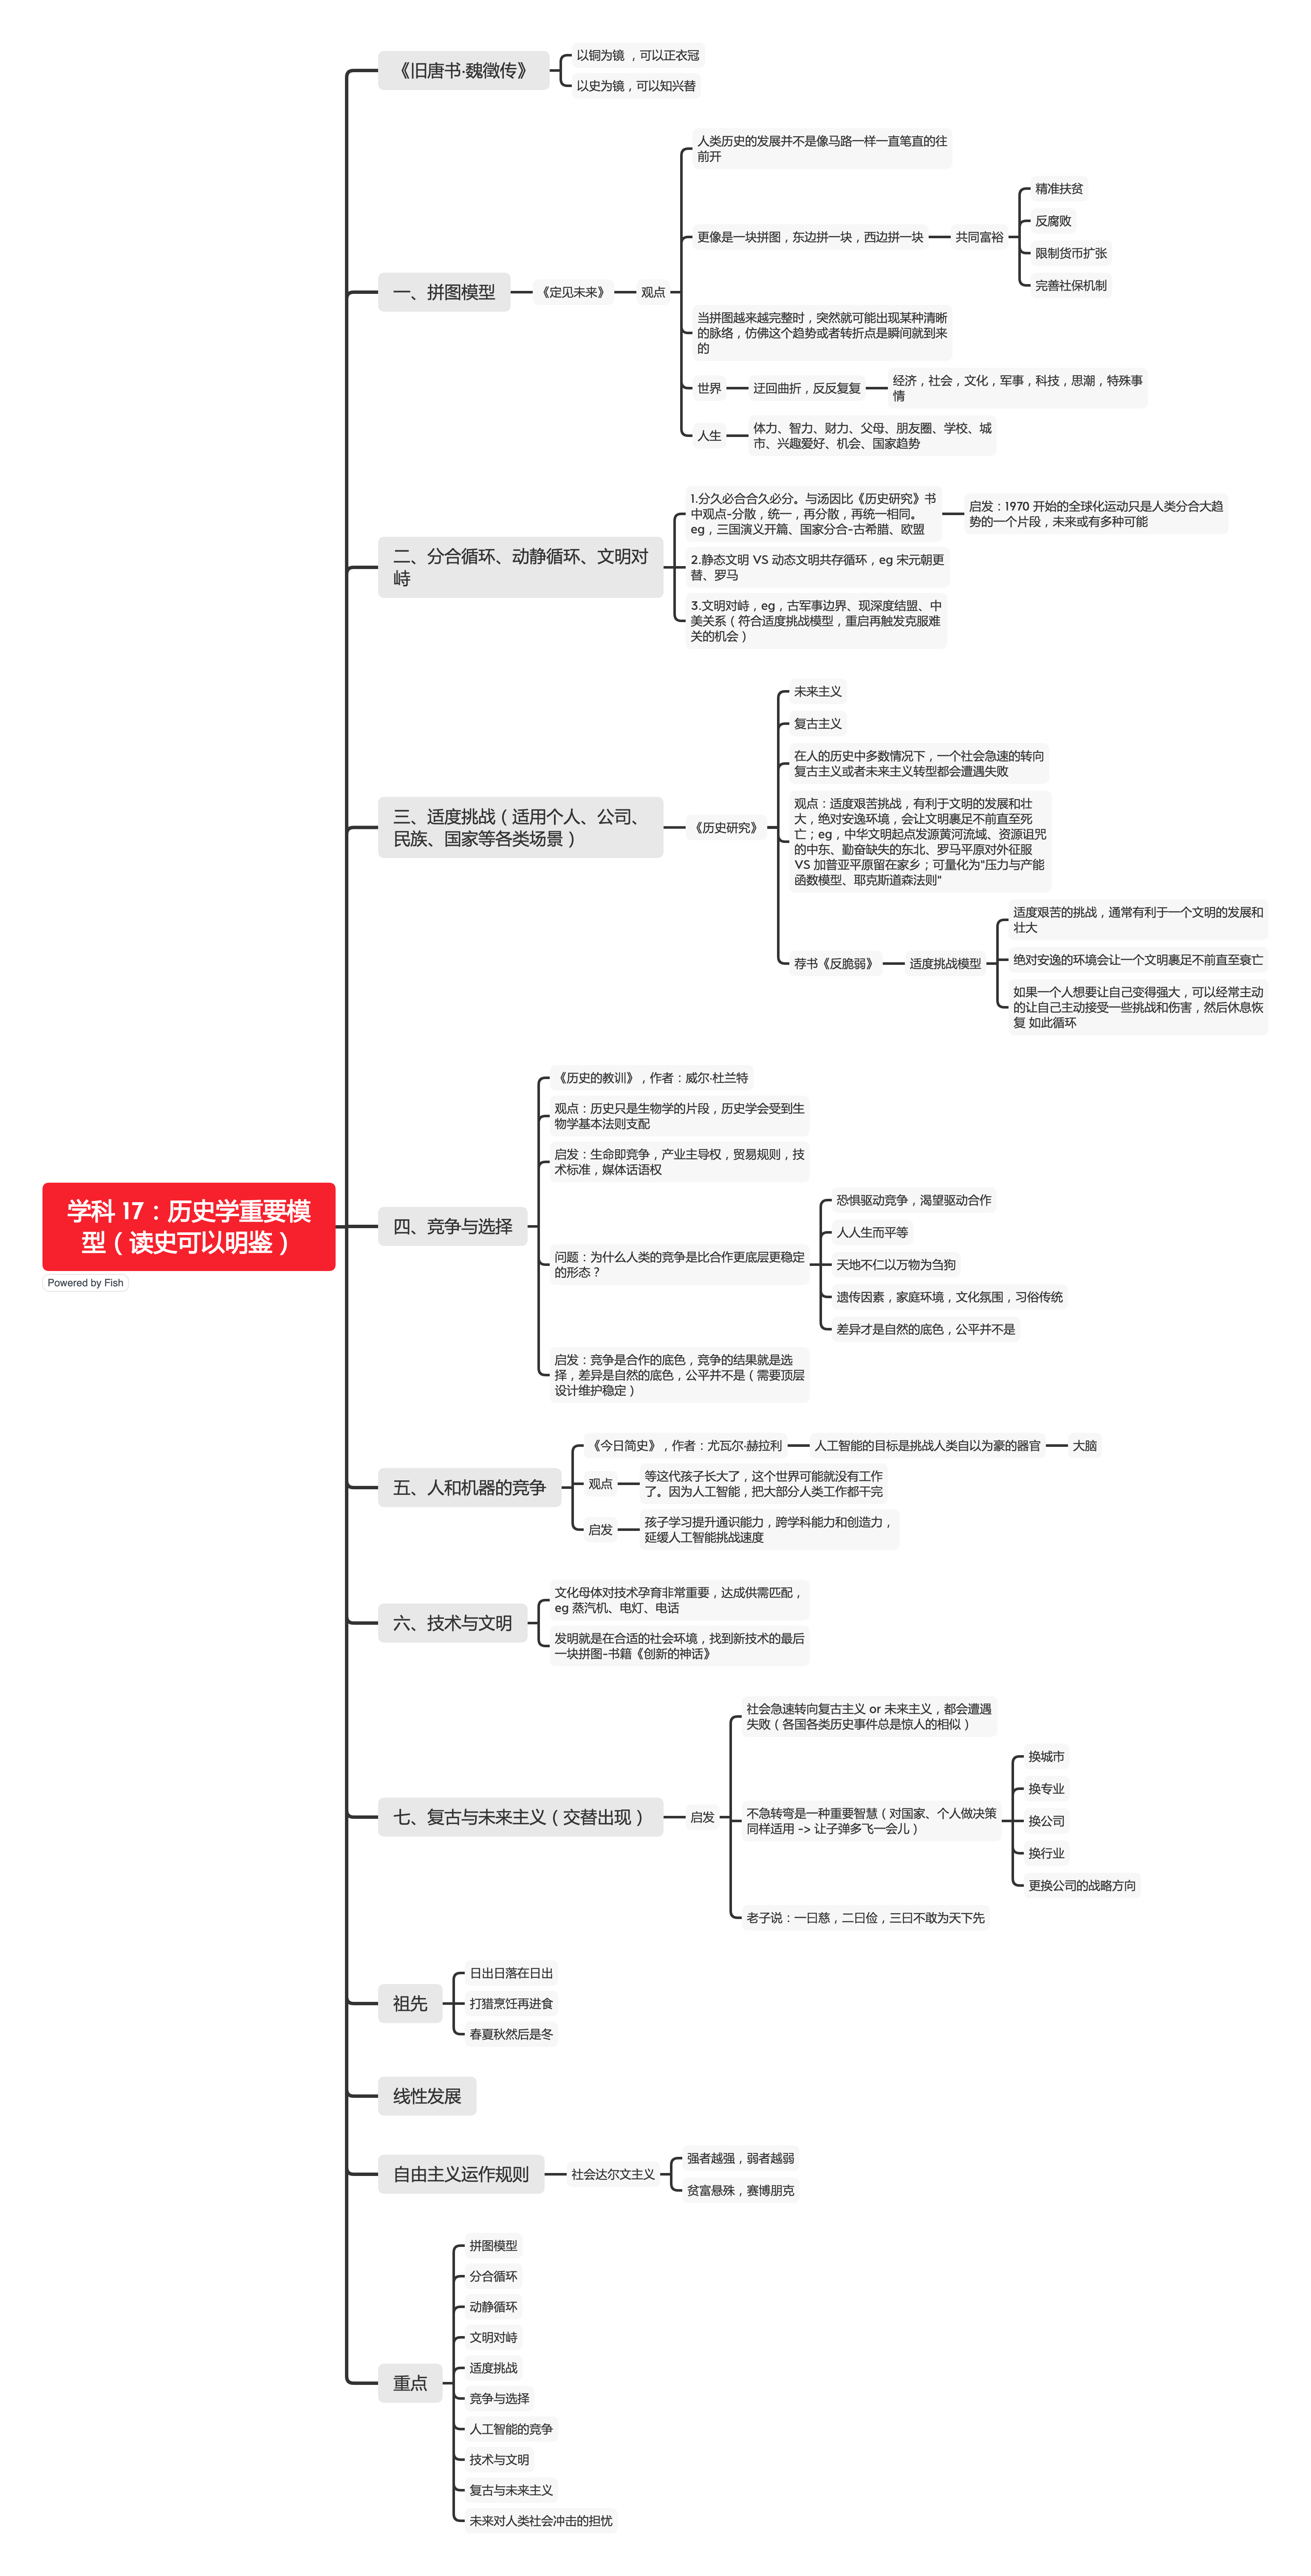 《旧唐书·魏徵传》
以铜为镜 ，可以正衣冠
以史为镜，可以知兴替
一、拼图模型
《定见未来》
观点
人类历史的发展并不是像马路一样一直笔直的往
前开
更像是一块拼图，东边拼一块，西边拼一块
共同富裕
精准扶贫
反腐败
限制货币扩张
完善社保机制
当拼图越来越完整时，突然就可能出现某种清晰
的脉络，仿佛这个趋势或者转折点是瞬间就到来
的
世界
迂回曲折，反反复复
经济，社会，文化，军事，科技，思潮，特殊事
情
人生
体力、智力、财力、父母、朋友圈、学校、城
市、兴趣爱好、机会、国家趋势
二、分合循环、动静循环、文明对
峙
1.分久必合合久必分。与汤因比《历史研究》书
中观点-分散，统一，再分散，再统一相同。
eg，三国演义开篇、国家分合-古希腊、欧盟
启发：1970 开始的全球化运动只是人类分合大趋
势的一个片段，未来或有多种可能
2.静态文明 VS 动态文明共存循环，eg 宋元朝更
替、罗马
3.文明对峙，eg，古军事边界、现深度结盟、中
美关系（符合适度挑战模型，重启再触发克服难
关的机会）
三、适度挑战（适用个人、公司、
民族、国家等各类场景）
《历史研究》
未来主义
复古主义
在人的历史中多数情况下，一个社会急速的转向
复古主义或者未来主义转型都会遭遇失败
观点：适度艰苦挑战，有利于文明的发展和壮
大，绝对安逸环境，会让文明裹足不前直至死
亡；eg，中华文明起点发源黄河流域、资源诅咒
的中东、勤奋缺失的东北、罗马平原对外征服
VS 加普亚平原留在家乡；可量化为"压力与产能
函数模型、耶克斯道森法则"
荐书《反脆弱》
适度挑战模型
适度艰苦的挑战，通常有利于一个文明的发展和
壮大
绝对安逸的环境会让一个文明裹足不前直至衰亡
如果一个人想要让自己变得强大，可以经常主动
的让自己主动接受一些挑战和伤害，然后休息恢
复 如此循环
学科 17：历史学重要模
型（读史可以明鉴）
Powered by Fish
四、竞争与选择
《历史的教训》，作者：威尔·杜兰特
观点：历史只是生物学的片段，历史学会受到生
物学基本法则支配
启发：生命即竞争，产业主导权，贸易规则，技
术标准，媒体话语权
问题：为什么人类的竞争是比合作更底层更稳定
的形态？
恐惧驱动竞争，渴望驱动合作
人人生而平等
天地不仁以万物为刍狗
遗传因素，家庭环境，文化氛围，习俗传统
差异才是自然的底色，公平并不是
启发：竞争是合作的底色，竞争的结果就是选
择，差异是自然的底色，公平并不是（需要顶层
设计维护稳定）
五、人和机器的竞争
《今日简史》，作者：尤瓦尔·赫拉利
人工智能的目标是挑战人类自以为豪的器官
大脑
观点
等这代孩子长大了，这个世界可能就没有工作
了。因为人工智能，把大部分人类工作都干完
启发
孩子学习提升通识能力，跨学科能力和创造力，
延缓人工智能挑战速度
六、技术与文明
文化母体对技术孕育非常重要，达成供需匹配，
eg 蒸汽机、电灯、电话
发明就是在合适的社会环境，找到新技术的最后
一块拼图-书籍《创新的神话》
七、复古与未来主义（交替出现）
启发
社会急速转向复古主义 or 未来主义，都会遭遇
失败（各国各类历史事件总是惊人的相似）
不急转弯是一种重要智慧（对国家、个人做决策
同样适用 -> 让子弹多飞一会儿）
换城市
换专业
换公司
换行业
更换公司的战略方向
老子说：一曰慈，二曰俭，三曰不敢为天下先
祖先
日出日落在日出
打猎烹饪再进食
春夏秋然后是冬
线性发展
自由主义运作规则
社会达尔文主义
强者越强，弱者越弱
贫富悬殊，赛博朋克
重点
拼图模型
分合循环
动静循环
文明对峙
适度挑战
竞争与选择
人工智能的竞争
技术与文明
复古与未来主义
未来对人类社会冲击的担忧